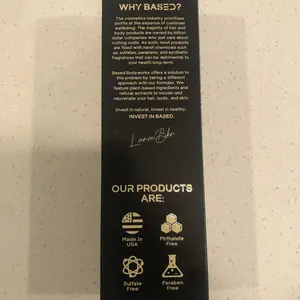 WHY BASED?
The cosmetics industry prioritizes
profits at the expense of customer
wellbeing. The majority of hair and
body products are owned by billion
dollar companies who just care about
cutting costs. As such, most products
are filled with harsh chemicals such
as: sulfates, parabens, and synthetic
fragrances that can be detrimental to
your health long-term.
Based Bodyworks offers a solution to
this problem by taking a different
approach with our formulas. We
feature plant-based ingredients and
natural extracts to nourish and
rejuvenate your hair, body, and skin.
Invest in natural. Invest in healthy.
INVEST IN BASED.
OUR PRODUCTS
ARE:
Made In
USA
Phthalate
Free
Sulfate
Free
Paraben
Free